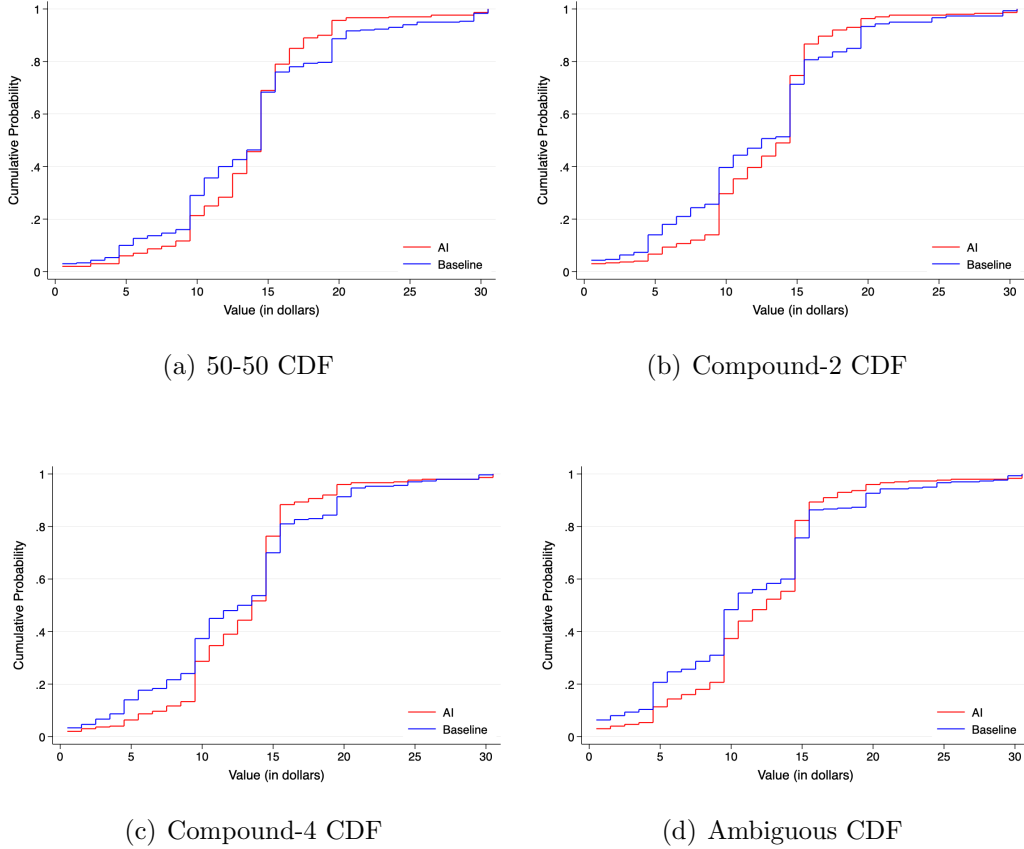 1
.8
.6
.4
.2
0
Cumulative Probability
AI
Baseline
0 5 10 15 20 25 30
Value (in dollars)
(a) 50-50 CDF
1
.8
.6
.4
.2
0
Cumulative Probability
AI
Baseline
0 5 10 15 20 25 30
Value (in dollars)
(b) Compound-2 CDF
1
.8
.6
.4
.2
0
Cumulative Probability
AI
Baseline
0 5 10 15 20 25 30
Value (in dollars)
(c) Compound-4 CDF
1
.8
.6
.4
.2
0
Cumulative Probability
AI
Baseline
0 5 10 15 20 25 30
Value (in dollars)
(d) Ambiguous CDF